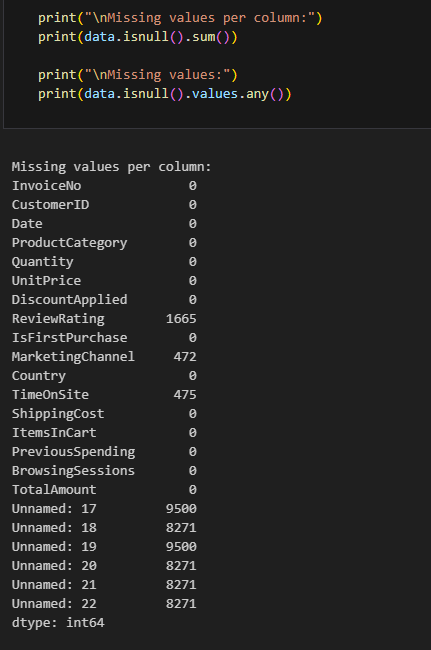 print("\nMissing values per column:")
print(data.isnull().sum())
print("\nMissing values:")
print(data.isnull().values.any())
Missing values per column:
InvoiceNo 0
CustomerID 0
Date 0
ProductCategory 0
Quantity 0
UnitPrice 0
DiscountApplied 0
ReviewRating 1665
IsFirstPurchase 0
MarketingChannel 472
Country 0
TimeOnSite 475
ShippingCost 0
ItemsInCart 0
PreviousSpending 0
BrowsingSessions 0
TotalAmount 0
Unnamed: 17 9500
Unnamed: 18 8271
Unnamed: 19 9500
Unnamed: 20 8271
Unnamed: 21 8271
Unnamed: 22 8271
dtype: int64